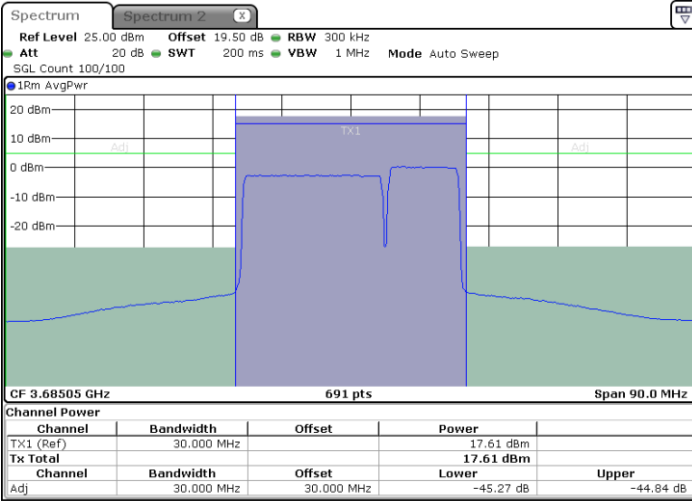 Spectrum Spectrum 2 X
Ref Level 25.00 dBm Offset 19.50 dB RBW 300 kHz
Att 20 dB SWT 200 ms VBW 1 MHz Mode Auto Sweep
SGL Count 100/100
1Rm AvgPwr
20 dBm
TX1
10 dBm
Adj Adj
0 dBm
-10 dBm
-20 dBm
CF 3.68505 GHz 691 pts Span 90.0 MHz
Channel Power
Channel Bandwidth Offset Power
TX1 (Ref) 30.000 MHz 17.61 dBm
Tx Total 17.61 dBm
Channel Bandwidth Offset Lower Upper
Adj 30.000 MHz 30.000 MHz -45.27 dB -44.84 dB